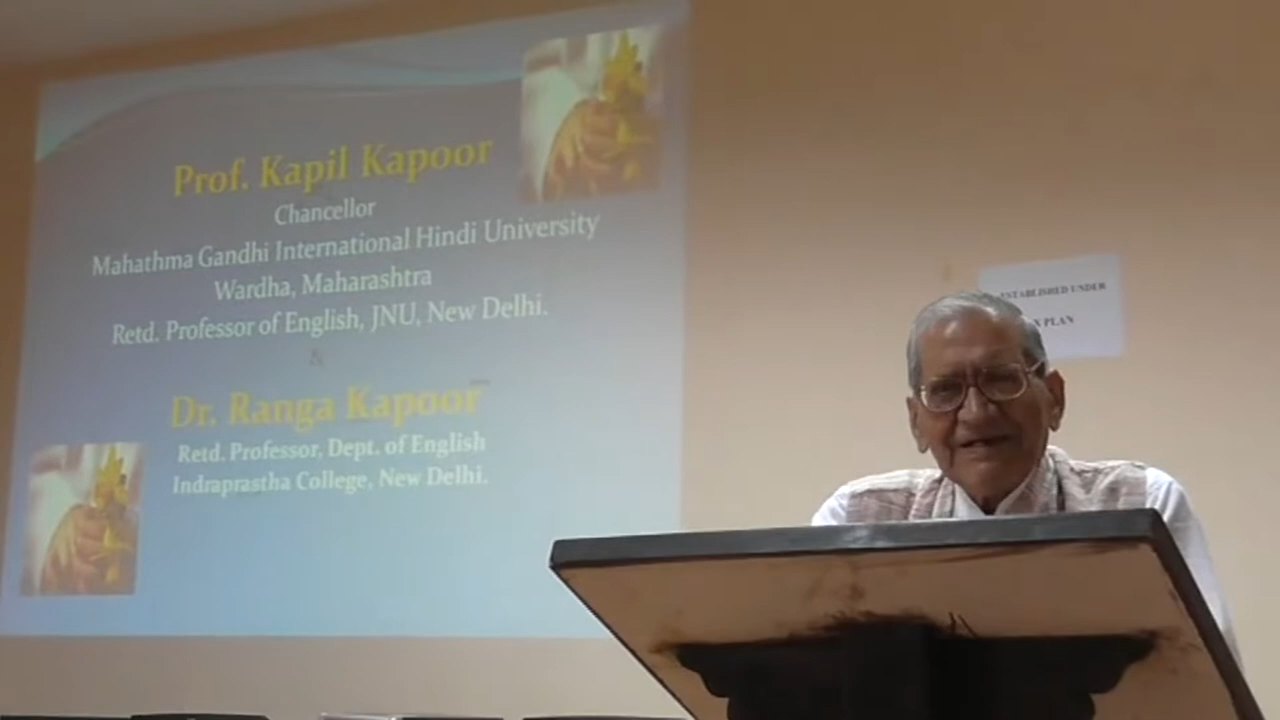 Prof. Kapil Kapoor
Chancellor
Mahathma Gandhi International Hindi University
Wardha, Maharashtra
Retd. Professor of English, JNU, New Delhi.
&
Dr. Ranga Kapoor
Retd. Professor, Dept. of English
Indraprastha College, New Delhi.
ESTABLISHED UNDER
PLAN